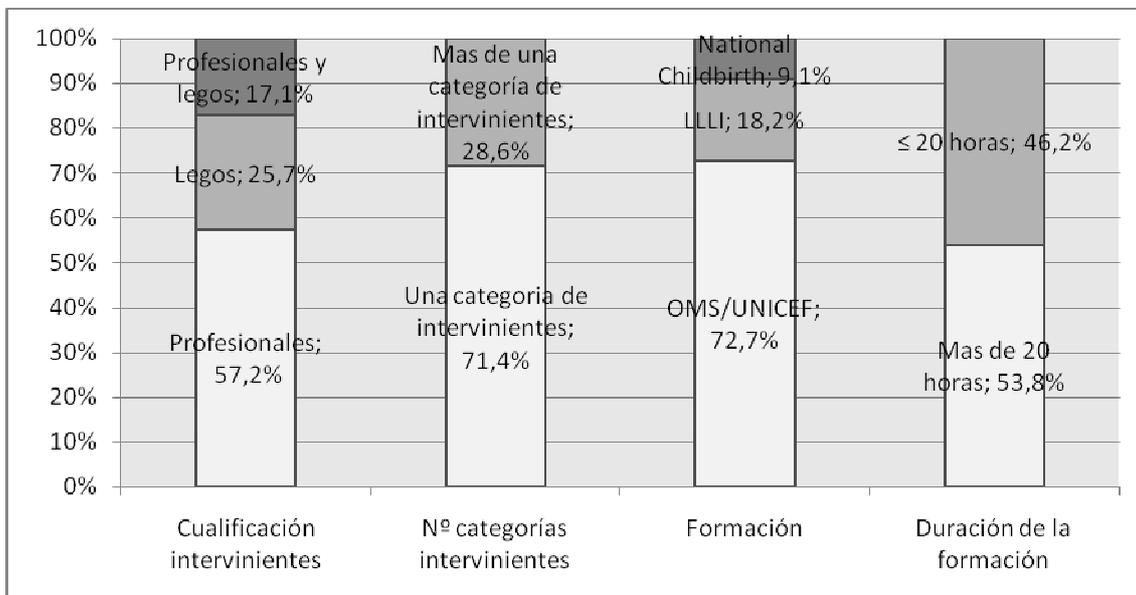 100%
90%
80%
70%
60%
50%
40%
30%
20%
10%
0%
Profesionales y
legos; 17,1%
Legos; 25,7%
Profesionales;
57,2%
Mas de una
categoría de
intervinientes;
28,6%
Una categoria de
intervinientes;
71,4%
National
Childbirth; 9,1%
LLLI; 18,2%
OMS/UNICEF;
72,7%
≤ 20 horas; 46,2%
Mas de 20
horas; 53,8%
Cualificación
intervinientes
Nº categorías
intervinientes
Formación
Duración de la
formación